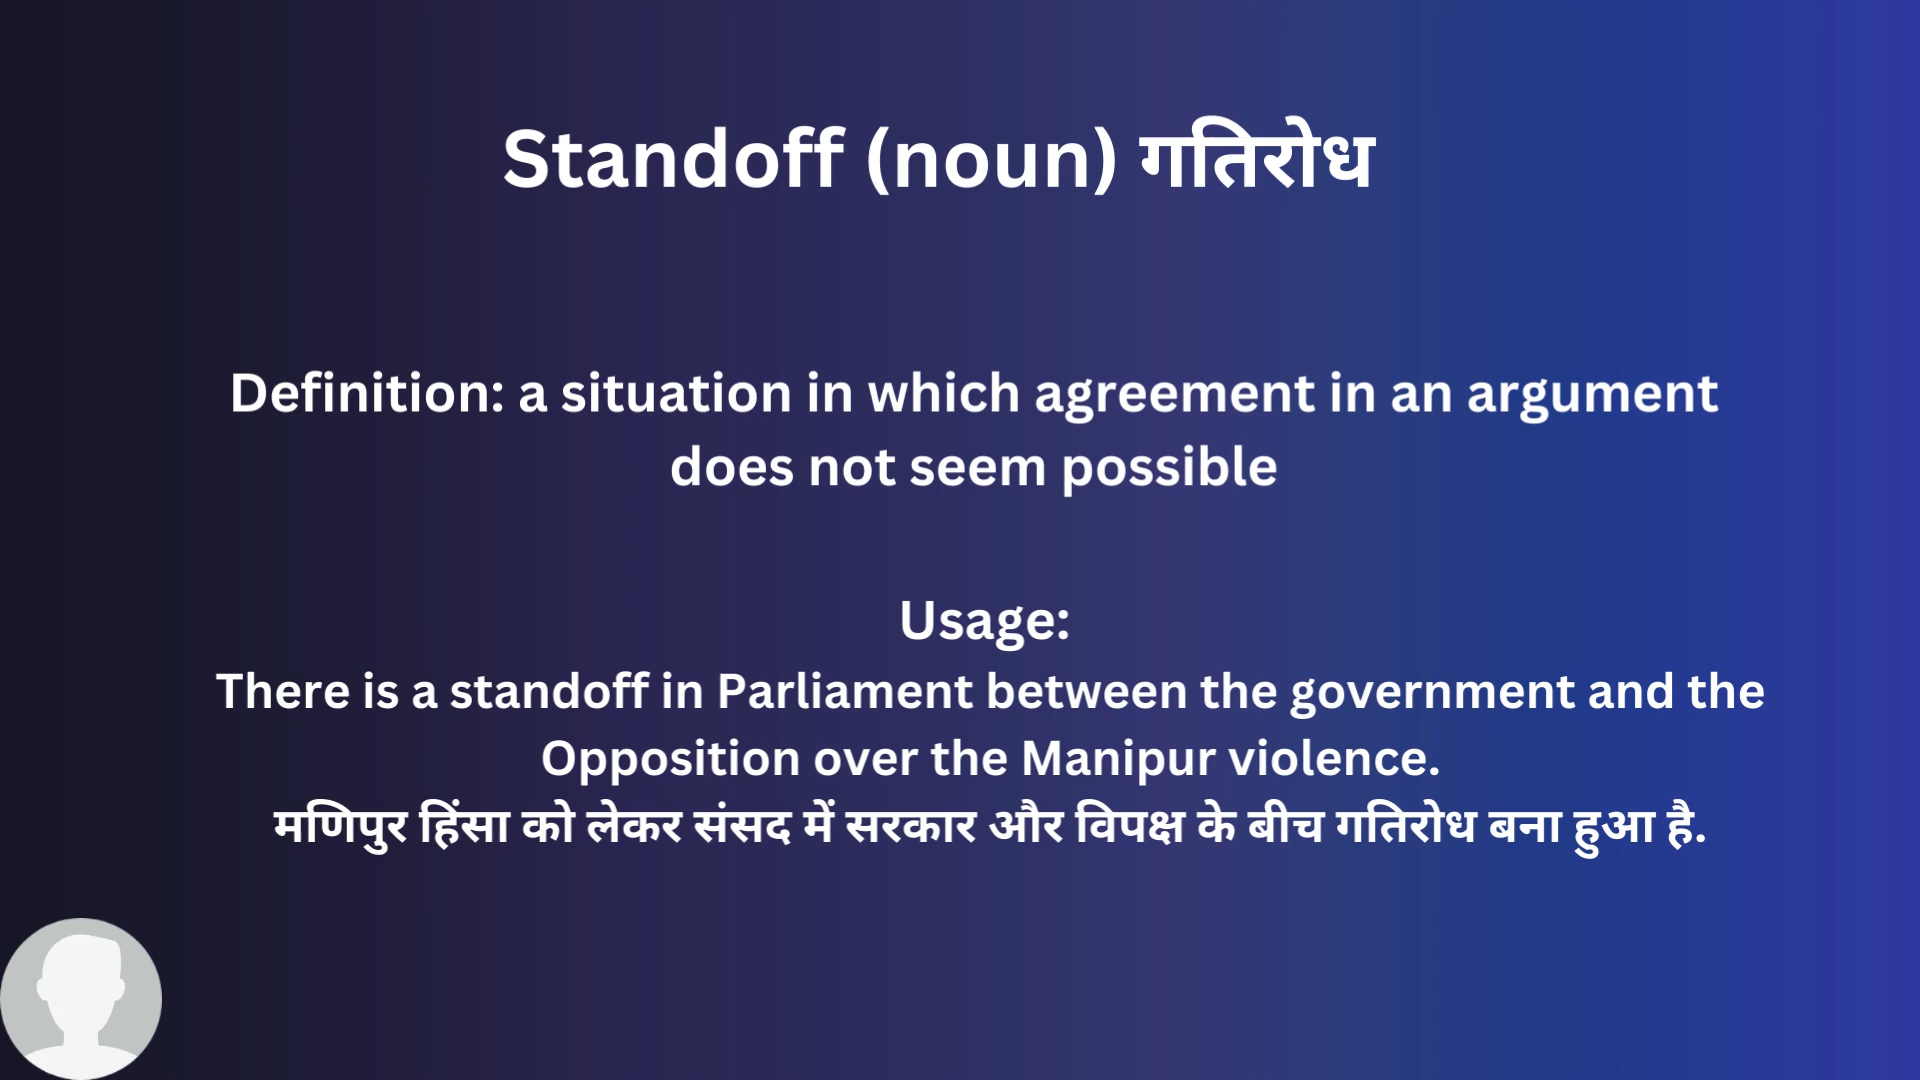 Standoff (noun) गतिरोध
Definition: a situation in which agreement in an argument
does not seem possible
Usage:
There is a standoff in Parliament between the government and the
Opposition over the Manipur violence.
मणिपुर हिंसा को लेकर संसद में सरकार और विपक्ष के बीच गतिरोध बना हुआ है.